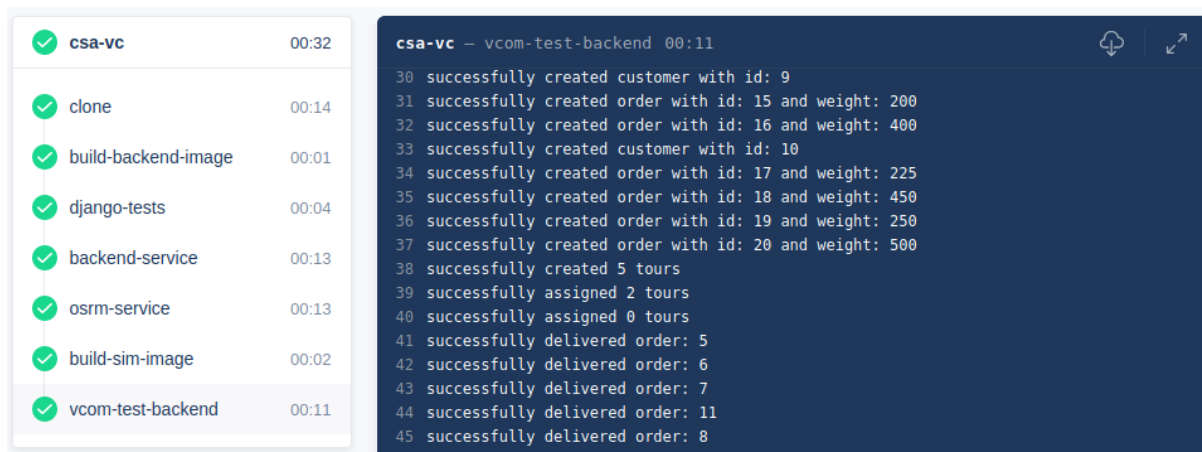 csa-vc 00:32
clone 00:14
build-backend-image 00:01
django-tests 00:04
backend-service 00:13
osrm-service 00:13
build-sim-image 00:02
vcom-test-backend 00:11
csa-vc — vcom-test-backend 00:11
30 successfully created customer with id: 9
31 successfully created order with id: 15 and weight: 200
32 successfully created order with id: 16 and weight: 400
33 successfully created customer with id: 10
34 successfully created order with id: 17 and weight: 225
35 successfully created order with id: 18 and weight: 450
36 successfully created order with id: 19 and weight: 250
37 successfully created order with id: 20 and weight: 500
38 successfully created 5 tours
39 successfully assigned 2 tours
40 successfully assigned 0 tours
41 successfully delivered order: 5
42 successfully delivered order: 6
43 successfully delivered order: 7
44 successfully delivered order: 11
45 successfully delivered order: 8